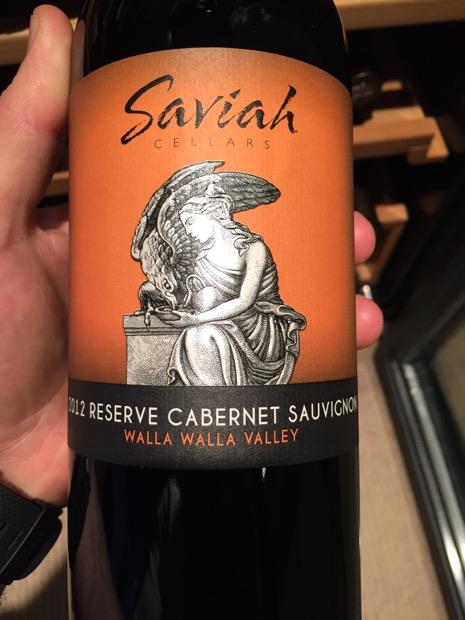 Saviah
CELLARS
2012 RESERVE CABERNET SAUVIGNON
WALLA WALLA VALLEY